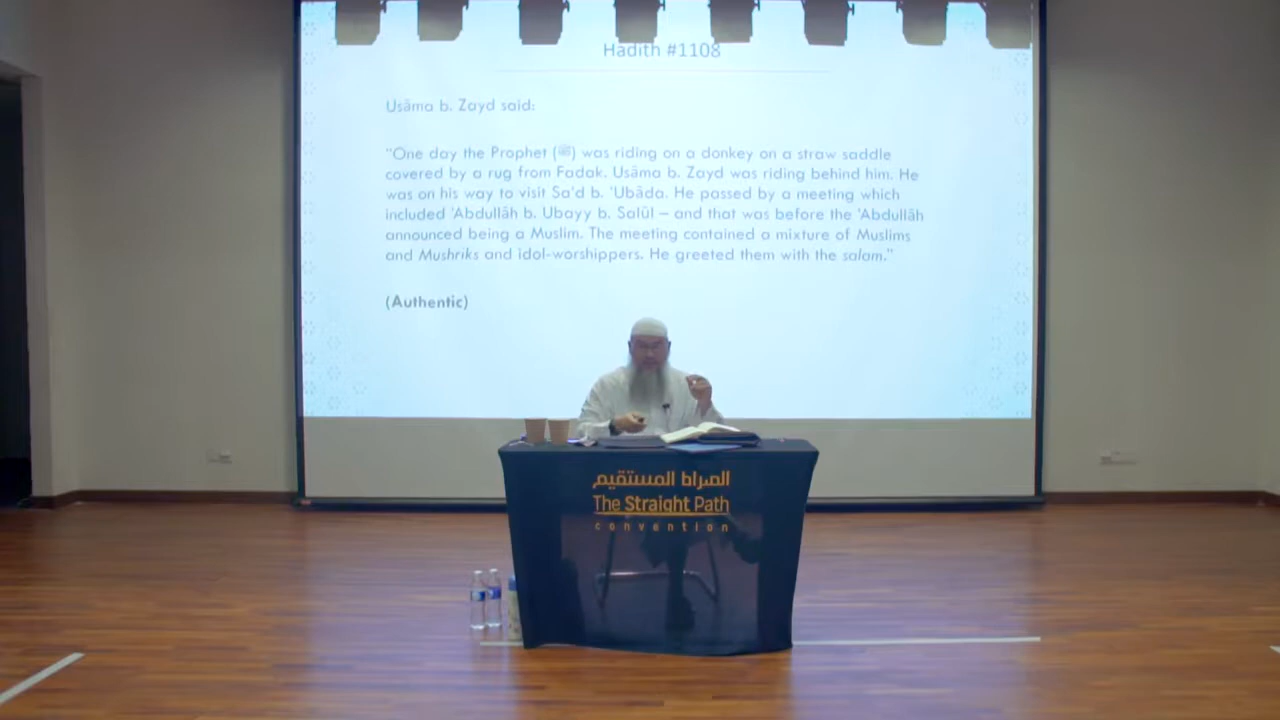 Hadith #1108
Usāma b. Zayd said:
“One day the Prophet (ﷺ) was riding on a donkey on a straw saddle
covered by a rug from Fadak. Usāma b. Zayd was riding behind him. He
was on his way to visit Sa'd b. 'Ubāda. He passed by a meeting which
included 'Abdullāh b. Ubayy b. Salūl – and that was before the 'Abdullāh
announced being a Muslim. The meeting contained a mixture of Muslims
and Mushriks and idol-worshippers. He greeted them with the salam.”
(Authentic)
الصراط المستقيم
The Straight Path
convention